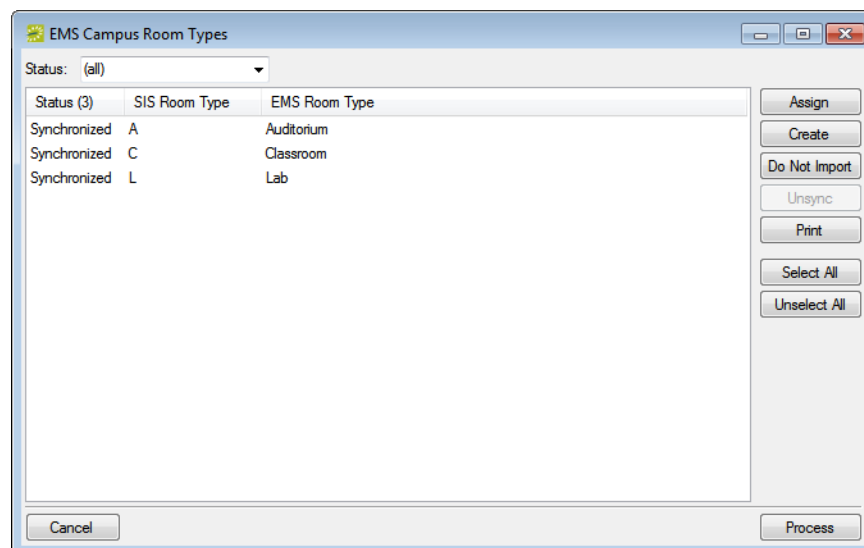 EMS Campus Room Types
Status: (all)
Status (3) SIS Room Type EMS Room Type
Synchronized A Auditorium
Synchronized C Classroom
Synchronized L Lab
Assign
Create
Do Not Import
Unsync
Print
Select All
Unselect All
Cancel
Process